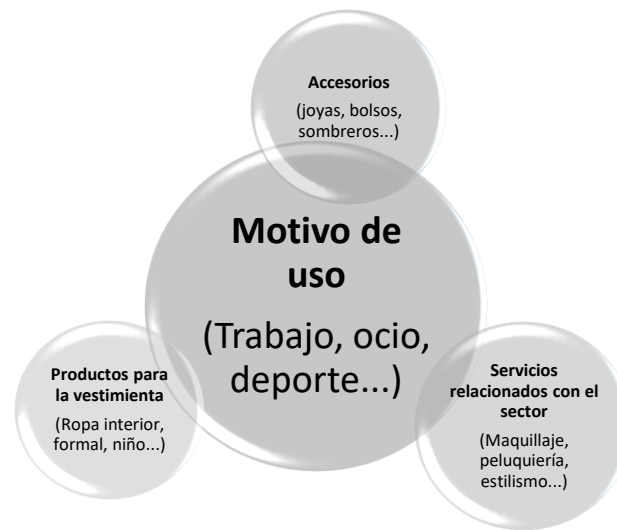 Accesorios
(joyas, bolsos,
sombreros...)
Motivo de
uso
(Trabajo, ocio,
deporte...)
Productos para
la vestimienta
(Ropa interior,
formal, niño...)
Servicios
relacionados con el
sector
(Maquillaje,
peluquiería,
estilismo...)